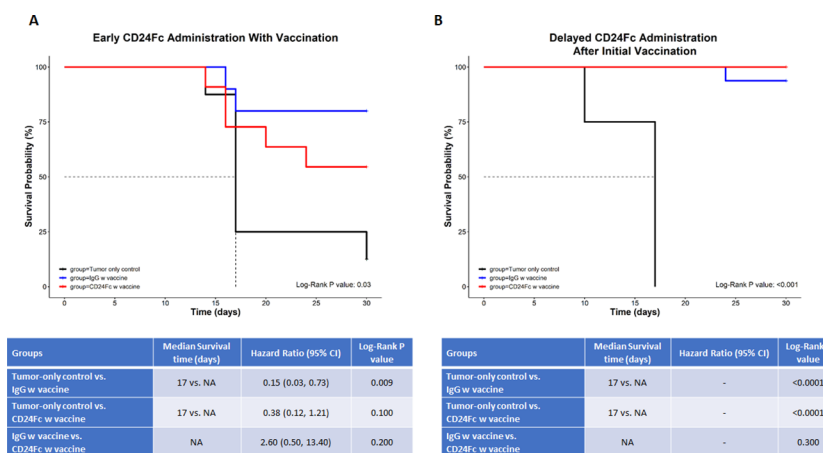 A
Early CD24Fc Administration With Vaccination
Survival Probability (%)
100
75
50
25
0
group=Tumor only control
group=IgG w vaccine
group=CD24Fc w vaccine
Log-Rank P value: 0.03
0 5 10 15 20 25 30
Time (days)
Groups Median Survival time (days) Hazard Ratio (95% CI) Log-Rank P value
Tumor-only control vs.
IgG w vaccine 17 vs. NA 0.15 (0.03, 0.73) 0.009
Tumor-only control vs.
CD24Fc w vaccine 17 vs. NA 0.38 (0.12, 1.21) 0.100
IgG w vaccine vs.
CD24Fc w vaccine NA 2.60 (0.50, 13.40) 0.200
B
Delayed CD24Fc Administration
After Initial Vaccination
Survival Probability (%)
100
75
50
25
0
group=Tumor only control
group=IgG w vaccine
group=CD24Fc w vaccine
Log-Rank P value: <0.001
0 5 10 15 20 25 30
Time (days)
Groups Median Survival time (days) Hazard Ratio (95% CI) Log-Rank value
Tumor-only control vs.
IgG w vaccine 17 vs. NA - <0.0001
Tumor-only control vs.
CD24Fc w vaccine 17 vs. NA - <0.0001
IgG w vaccine vs.
CD24Fc w vaccine NA - 0.300